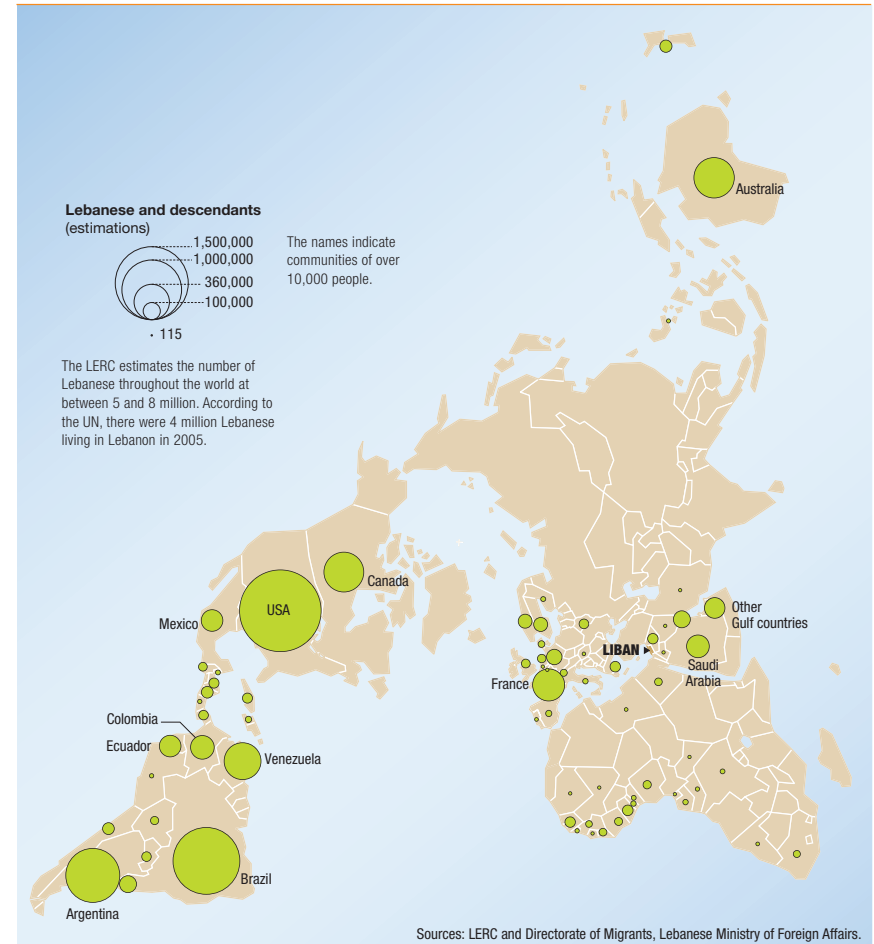 Australia
Lebanese and descendants
(estimations)
1,500,000
1,000,000
360,000
100,000
115
The names indicate
communities of over
10,000 people.
The LERC estimates the number of
Lebanese throughout the world at
between 5 and 8 million. According to
the UN, there were 4 million Lebanese
living in Lebanon in 2005.
Canada
USA
Mexico
Other
Gulf countries
LIBAN
Saudi
Arabia
France
Colombia
Ecuador
Venezuela
Brazil
Argentina
Sources: LERC and Directorate of Migrants, Lebanese Ministry of Foreign Affairs.